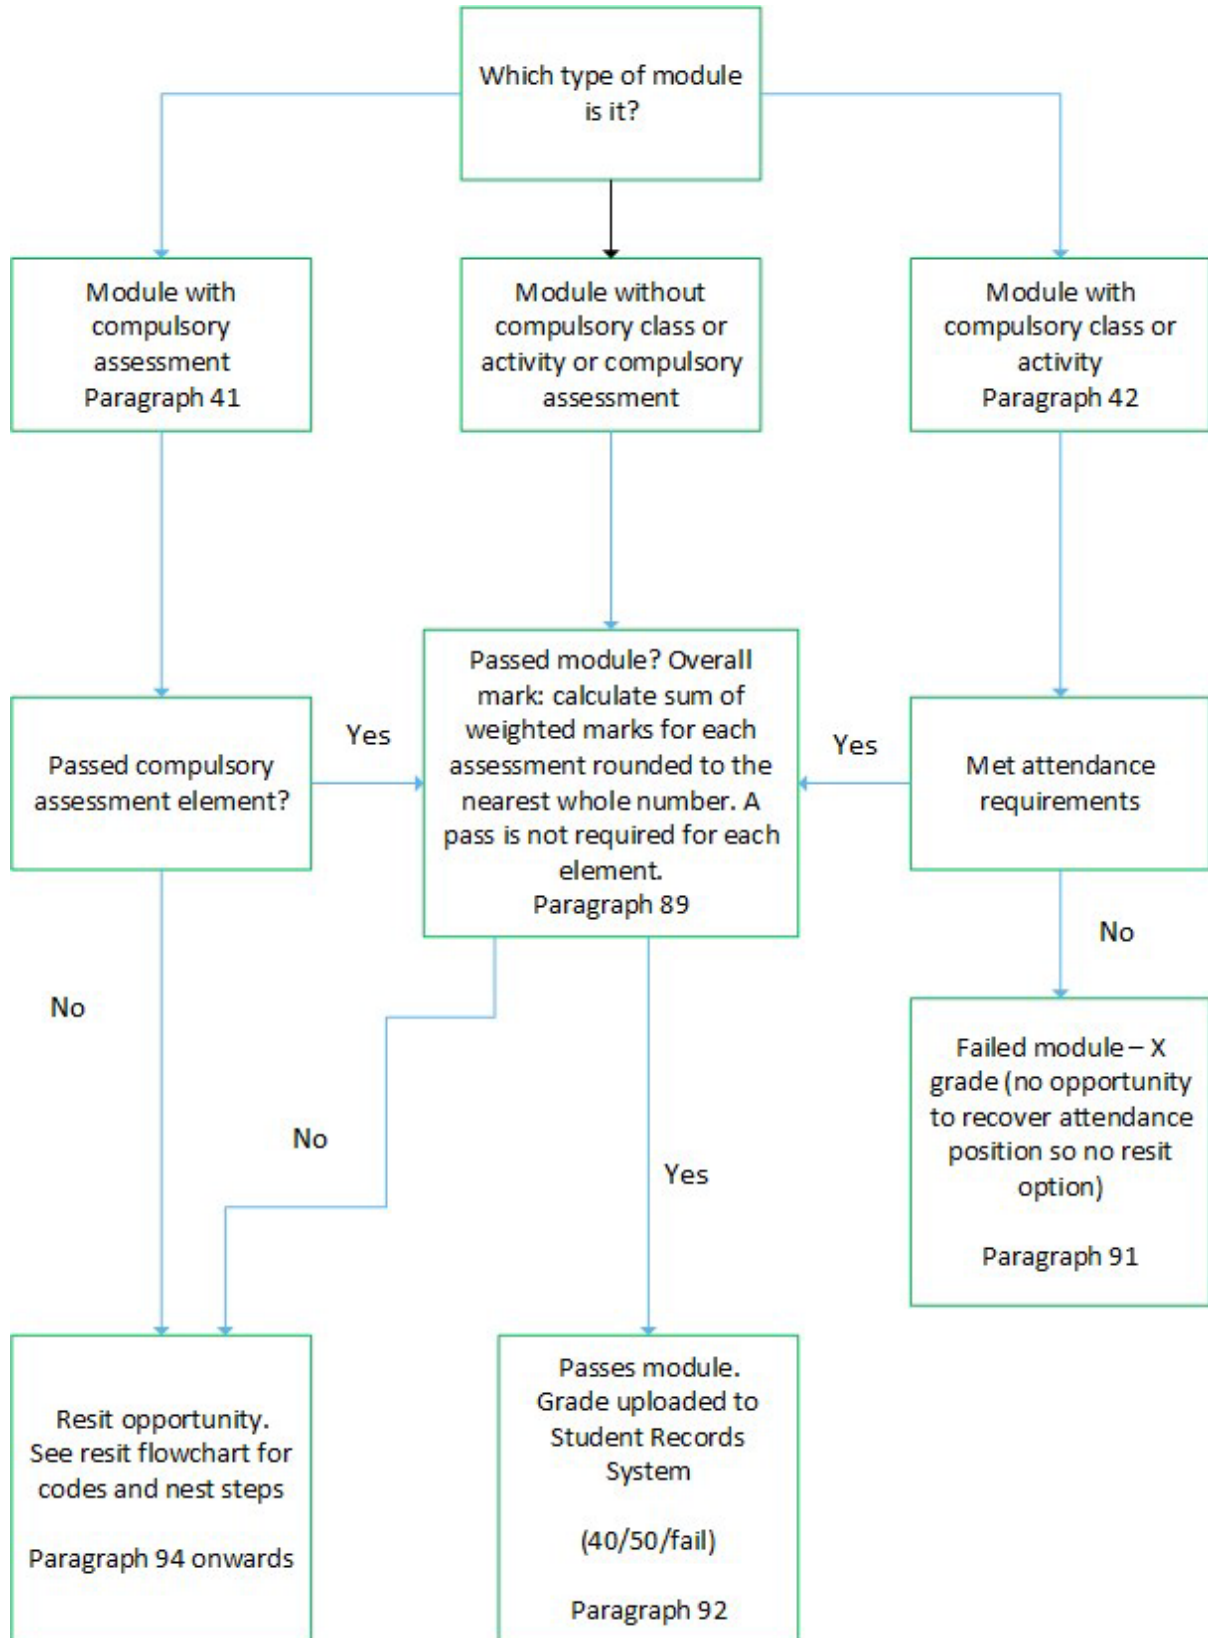 Which type of module
is it?
Module with
compulsory
assessment
Paragraph 41
Module without
compulsory class or
activity or compulsory
assessment
Module with
compulsory class or
activity
Paragraph 42
Passed compulsory
assessment element?
Yes
Passed module? Overall
mark: calculate sum of
weighted marks for each
assessment rounded to the
nearest whole number. A
pass is not required for each
element.
Paragraph 89
Yes
Met attendance
requirements
No
No
No
Yes
Failed module – X
grade (no opportunity
to recover attendance
position so no resit
option)
Paragraph 91
Resit opportunity.
See resit flowchart for
codes and nest steps
Paragraph 94 onwards
Passes module.
Grade uploaded to
Student Records
System
(40/50/fail)
Paragraph 92